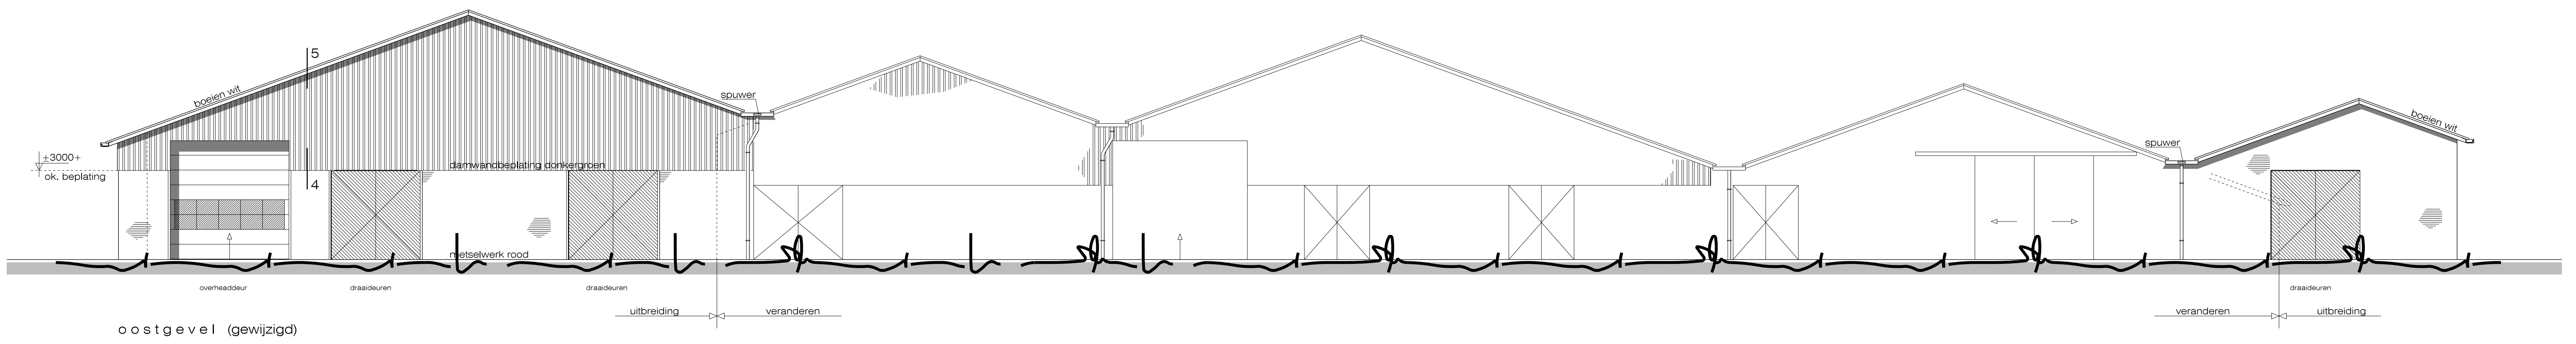 5
boeien wit
spuwer
boeien wit
spuwer
±3000+
ok. beplating
damwandbeplating donkergroen
4
metselwerk rood
overheaddeur
draaideuren
draaideuren
draaideuren
uitbreiding
veranderen
veranderen
uitbreiding
oostgevel (gewijzigd)